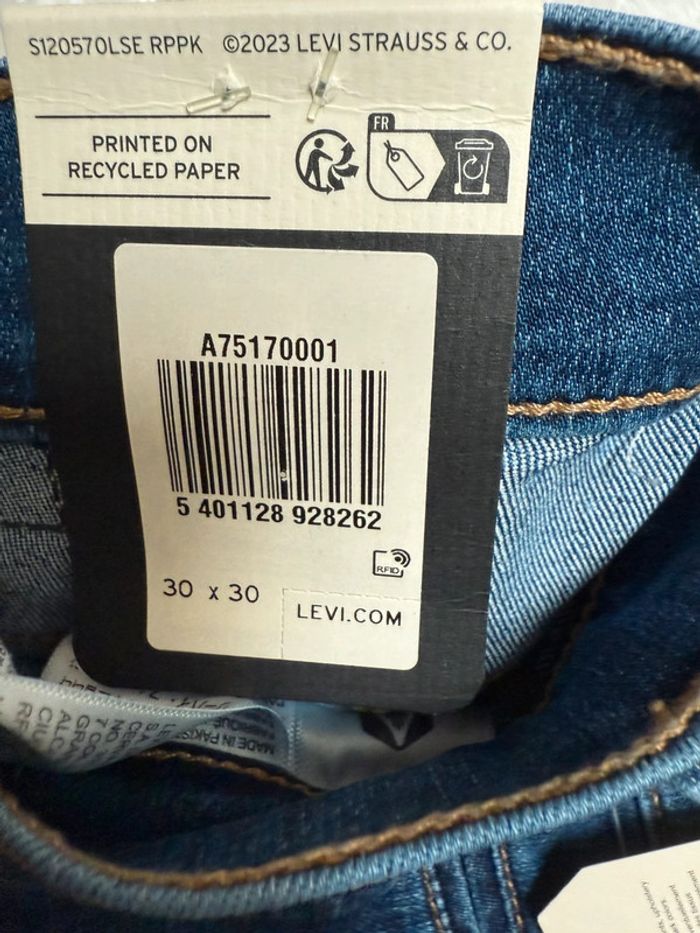 S120570LSE RPPK ©2023 LEVI STRAUSS & CO.
PRINTED ON
RECYCLED PAPER
FR
A75170001
5 401128 928262
RFID
30 x 30
LEVI.COM
MADE IN